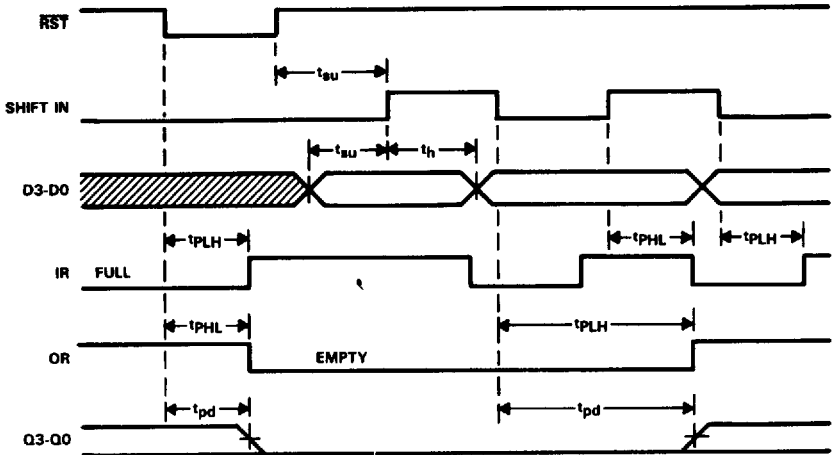 RST
tsu
SHIFT IN
tsu th
D3-D0
tPLH tPHL tPLH
IR FULL
tPHL tPLH
OR EMPTY
tpd tpd
Q3-Q0